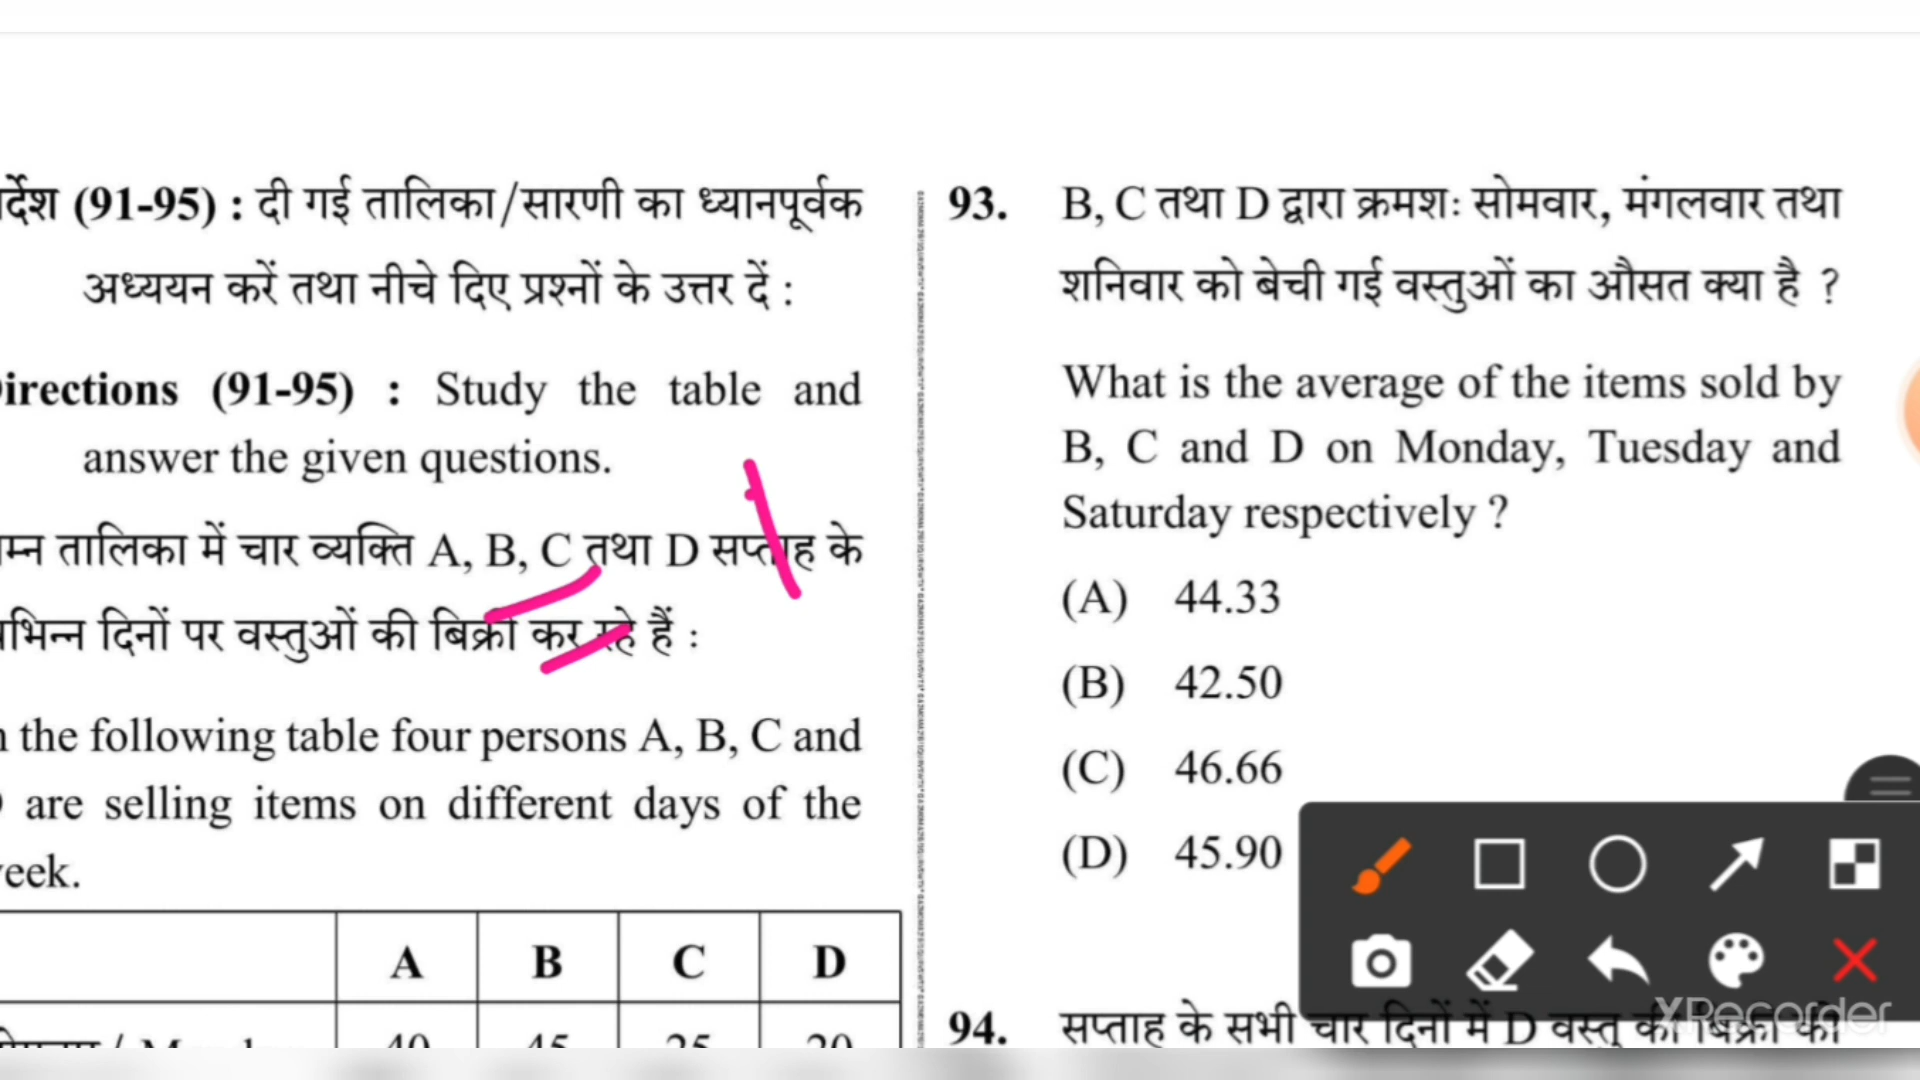 र्देश (91-95) : दी गई तालिका/सारणी का ध्यानपूर्वक
अध्ययन करें तथा नीचे दिए प्रश्नों के उत्तर दें :
irections (91-95) : Study the table and
answer the given questions.
म्न तालिका में चार व्यक्ति A, B, C तथा D सप्ताह के
भिन्न दिनों पर वस्तुओं की बिक्री कर रहे हैं :
the following table four persons A, B, C and
are selling items on different days of the
eek.
A B C D
93. B, C तथा D द्वारा क्रमशः सोमवार, मंगलवार तथा
शनिवार को बेची गई वस्तुओं का औसत क्या है ?
What is the average of the items sold by
B, C and D on Monday, Tuesday and
Saturday respectively ?
(A) 44.33
(B) 42.50
(C) 46.66
(D) 45.90
94. सप्ताह के सभी चार दिनों में D वस्तु की बिक्री का
XRecorder